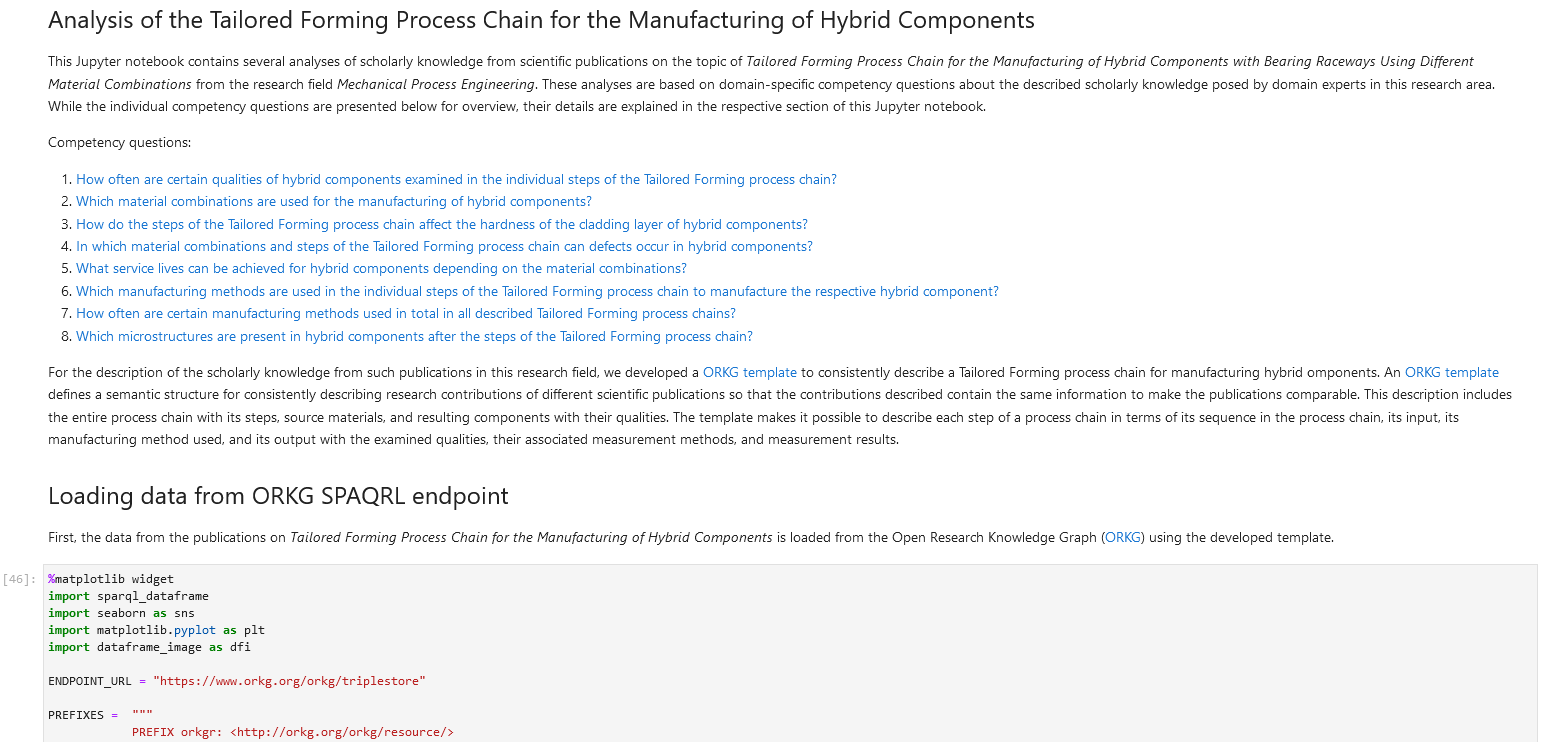 Analysis of the Tailored Forming Process Chain for the Manufacturing of Hybrid Components
This Jupyter notebook contains several analyses of scholarly knowledge from scientific publications on the topic of Tailored Forming Process Chain for the Manufacturing of Hybrid Components with Bearing Raceways Using Different
Material Combinations from the research field Mechanical Process Engineering. These analyses are based on domain-specific competency questions about the described scholarly knowledge posed by domain experts in this research area.
While the individual competency questions are presented below for overview, their details are explained in the respective section of this Jupyter notebook.
Competency questions:
1. How often are certain qualities of hybrid components examined in the individual steps of the Tailored Forming process chain?
2. Which material combinations are used for the manufacturing of hybrid components?
3. How do the steps of the Tailored Forming process chain affect the hardness of the cladding layer of hybrid components?
4. In which material combinations and steps of the Tailored Forming process chain can defects occur in hybrid components?
5. What service lives can be achieved for hybrid components depending on the material combinations?
6. Which manufacturing methods are used in the individual steps of the Tailored Forming process chain to manufacture the respective hybrid component?
7. How often are certain manufacturing methods used in total in all described Tailored Forming process chains?
8. Which microstructures are present in hybrid components after the steps of the Tailored Forming process chain?
For the description of the scholarly knowledge from such publications in this research field, we developed a ORKG template to consistently describe a Tailored Forming process chain for manufacturing hybrid omponents. An ORKG template
defines a semantic structure for consistently describing research contributions of different scientific publications so that the contributions described contain the same information to make the publications comparable. This description includes
the entire process chain with its steps, source materials, and resulting components with their qualities. The template makes it possible to describe each step of a process chain in terms of its sequence in the process chain, its input, its
manufacturing method used, and its output with the examined qualities, their associated measurement methods, and measurement results.
Loading data from ORKG SPAQRL endpoint
First, the data from the publications on Tailored Forming Process Chain for the Manufacturing of Hybrid Components is loaded from the Open Research Knowledge Graph (ORKG) using the developed template.
[46]: %matplotlib widget
import sparql_dataframe
import seaborn as sns
import matplotlib.pyplot as plt
import dataframe_image as dfi
ENDPOINT_URL = "https://www.orkg.org/orkg/triplestore"
PREFIXES = """
PREFIX orkgr: <http://orkg.org/orkg/resource/>